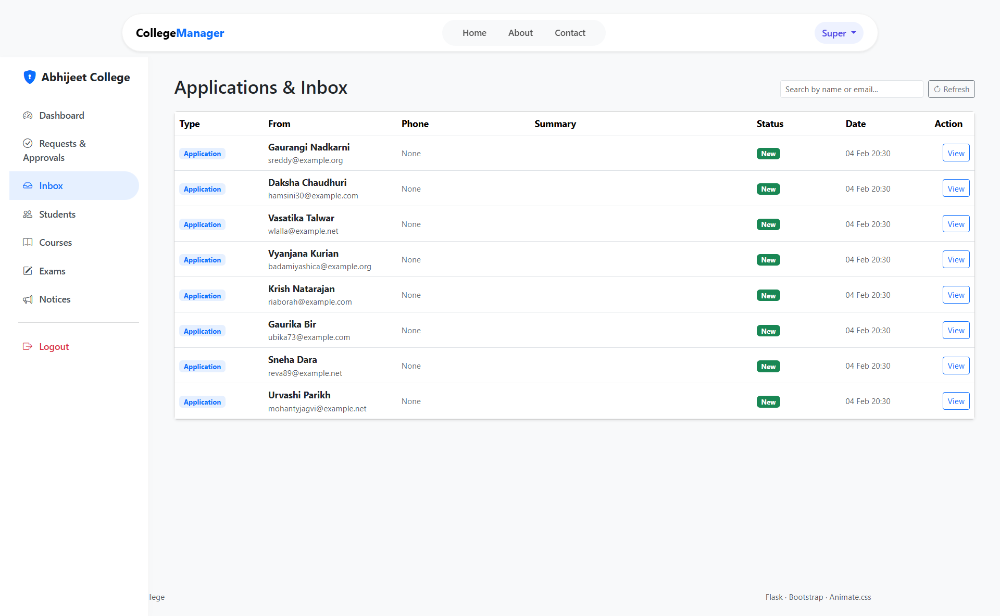 CollegeManager
Home About Contact
Super
Abhijeet College
Dashboard
Requests &
Approvals
Inbox
Students
Courses
Exams
Notices
Logout
Applications & Inbox
Search by name or email...
Refresh
Type From Phone Summary Status Date Action
Application Gaurangi Nadkarni None New 04 Feb 20:30 View
sreddy@example.org
Application Daksha Chaudhuri None New 04 Feb 20:30 View
hamsini30@example.com
Application Vasatika Talwar None New 04 Feb 20:30 View
wlalla@example.net
Application Vyanjana Kurian None New 04 Feb 20:30 View
badamiyashica@example.org
Application Krish Natarajan None New 04 Feb 20:30 View
riaborah@example.com
Application Gaurika Bir None New 04 Feb 20:30 View
ubika73@example.com
Application Sneha Dara None New 04 Feb 20:30 View
reva89@example.net
Application Urvashi Parikh None New 04 Feb 20:30 View
mohantyjagvi@example.net
llege
Flask · Bootstrap · Animate.css